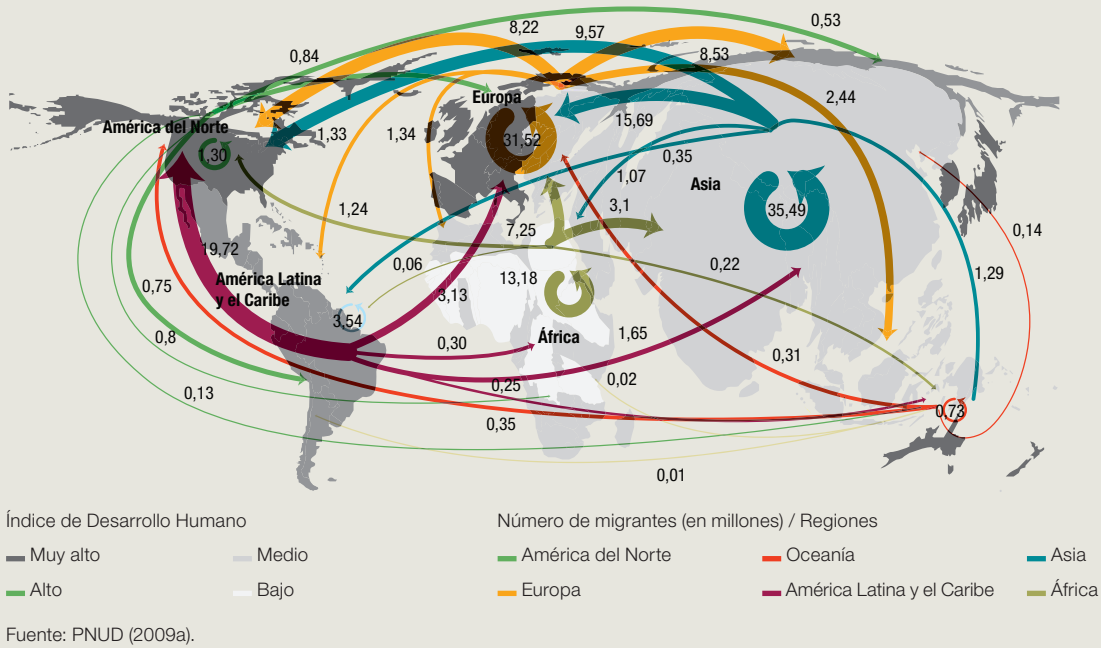 0,53
8,22
9,57
0,84
8,53
Europa
2,44
América del Norte
15,69
1,33
1,34
31,52
1,30
0,35
1,07
Asia
35,49
1,24
3,1
7,25
0,14
19,72
0,06
0,22
13,18
1,29
América Latina
y el Caribe
0,75
3,13
3,54
África
1,65
0,8
0,30
0,31
0,25
0,02
0,13
0,73
0,35
0,01
Índice de Desarrollo Humano
Muy alto
Medio
Alto
Bajo
Número de migrantes (en millones) / Regiones
América del Norte
Oceanía
Asia
Europa
América Latina y el Caribe
África
Fuente: PNUD (2009a).